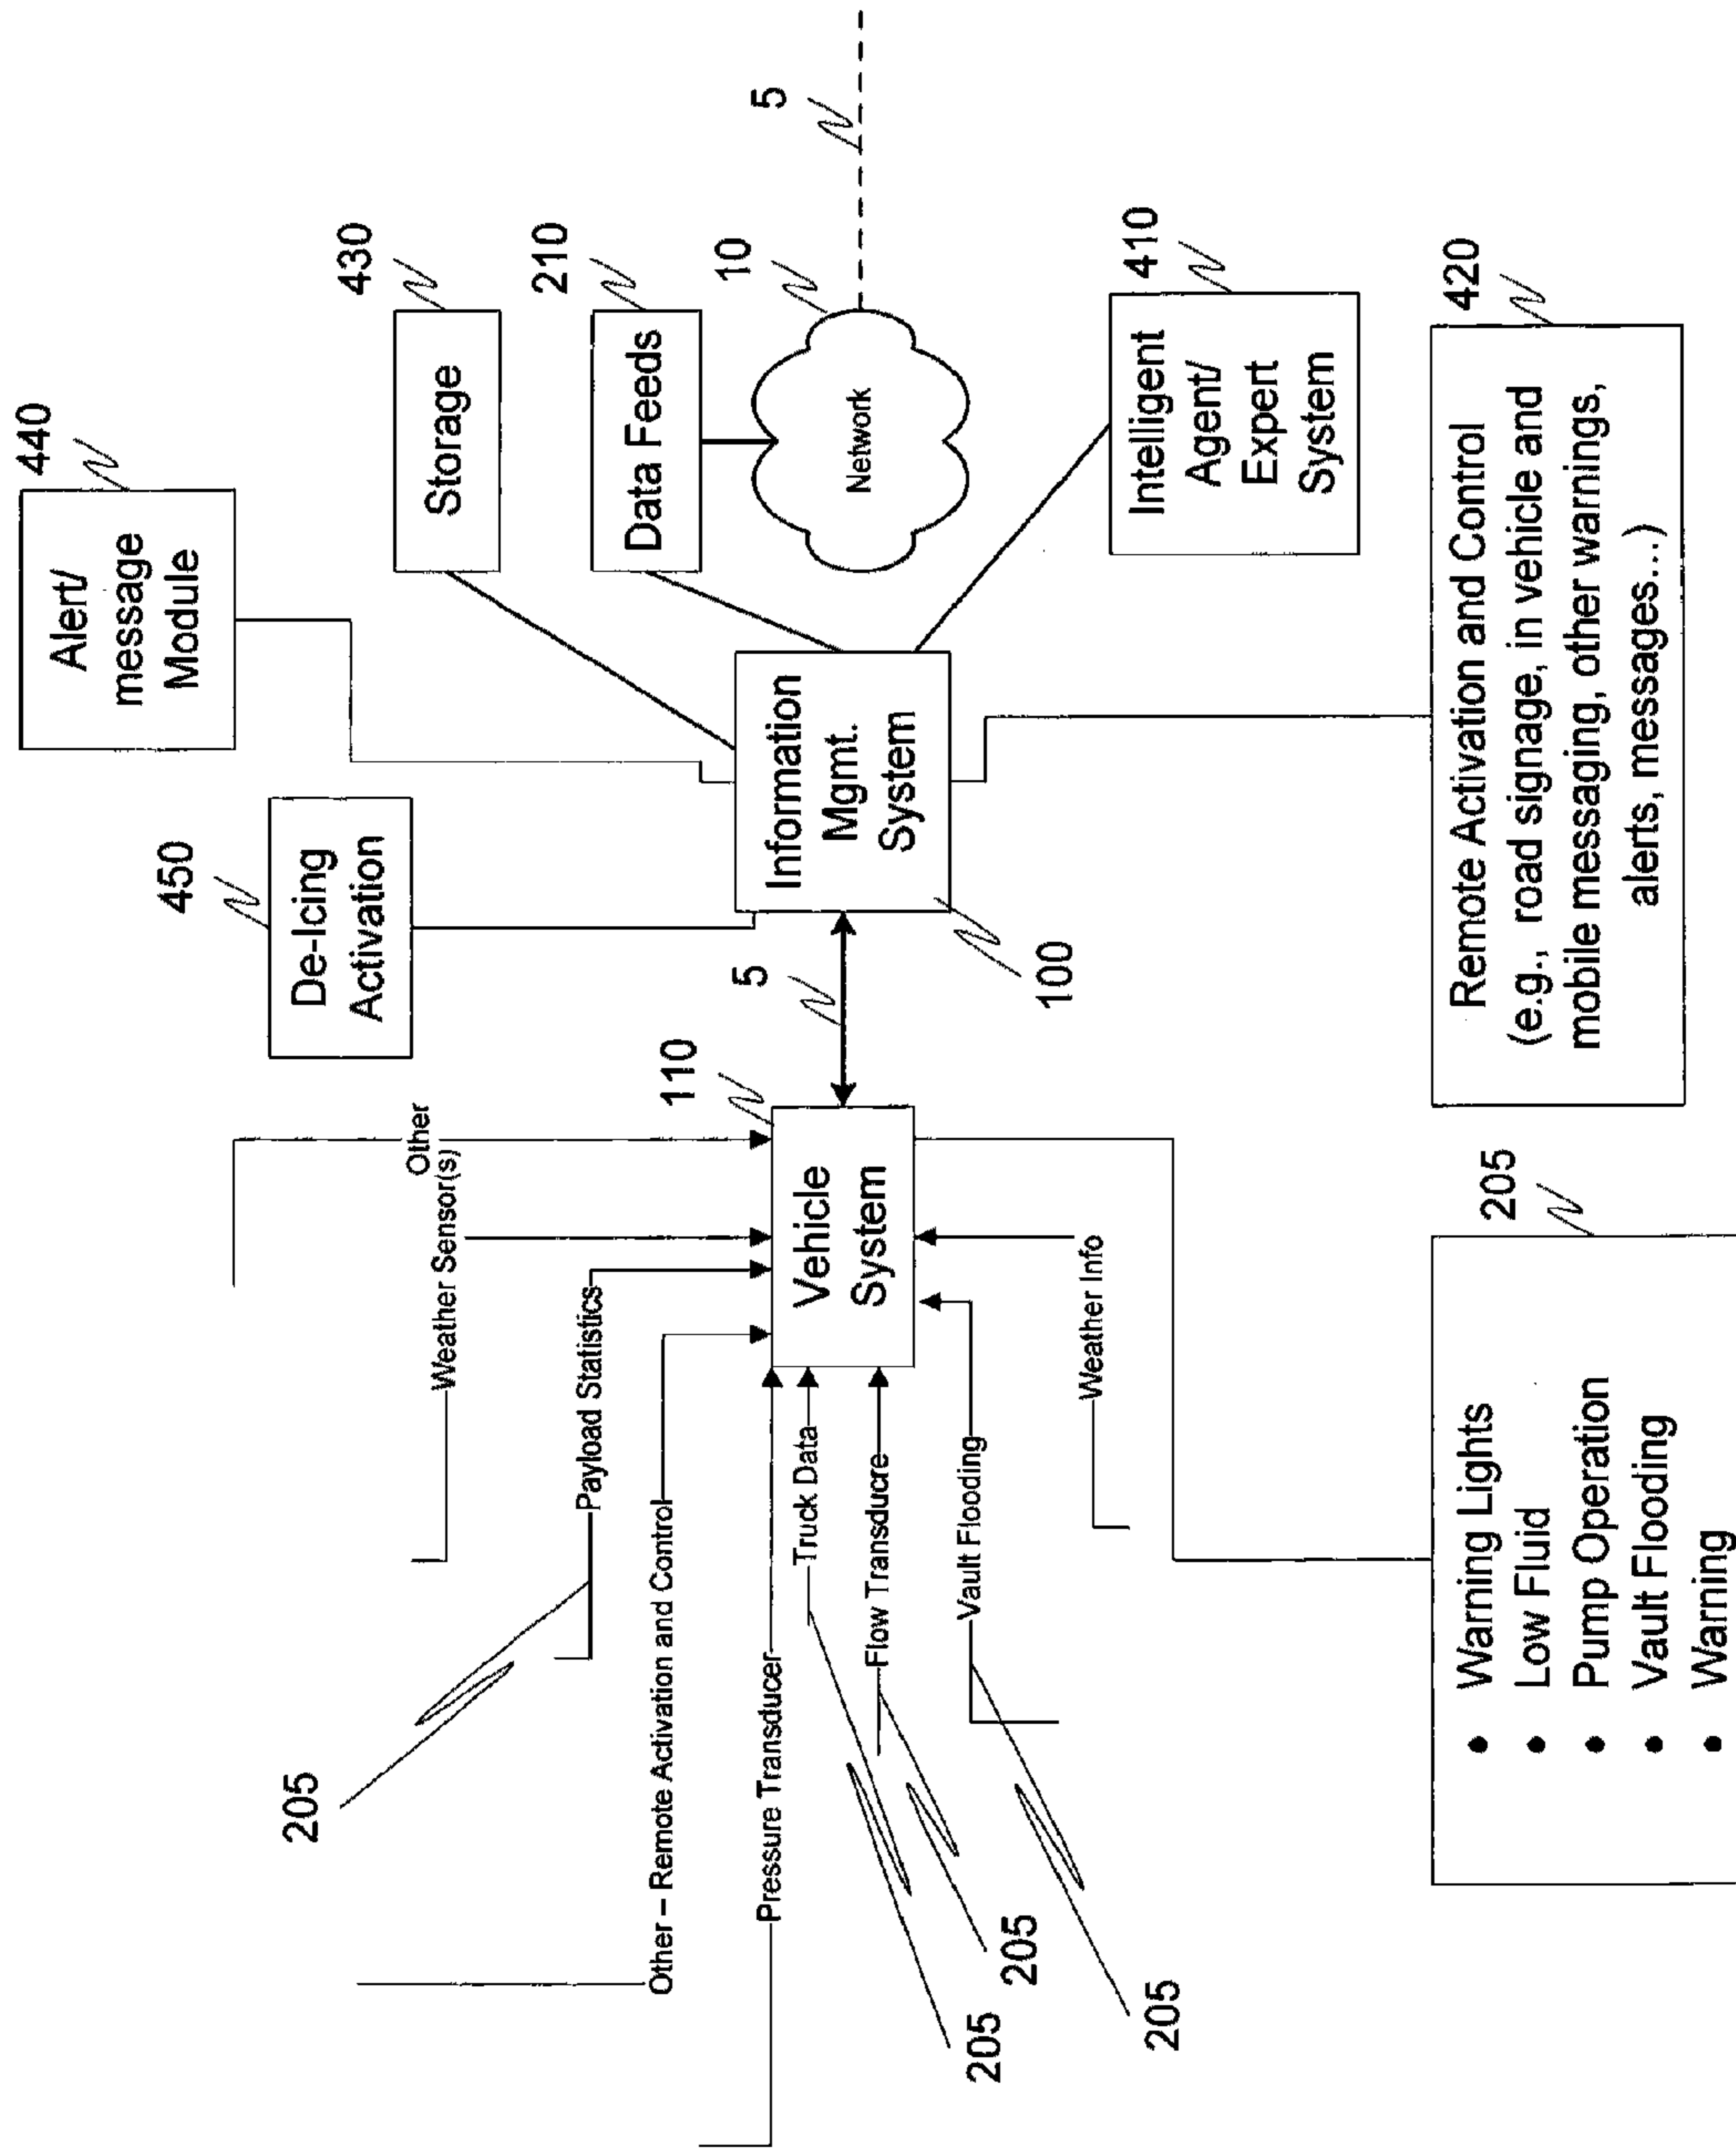 440
Alert/
message
Module
450
De-Icing
Activation
430
Storage
210
Data Feeds
10
Network
5
Information
Mgmt.
System
100
5
410
Intelligent
Agent/
Expert
System
420
Remote Activation and Control
(e.g., road signage, in vehicle and
mobile messaging, other warnings,
alerts, messages...)
110
Vehicle
System
Other
Weather Sensor(s)
Payload Statistics
205
Other – Remote Activation and Control
Pressure Transducer
Truck Data
205
Flow Transducre
205
Vault Flooding
205
Weather Info
205
• Warning Lights
• Low Fluid
• Pump Operation
• Vault Flooding
• Warning